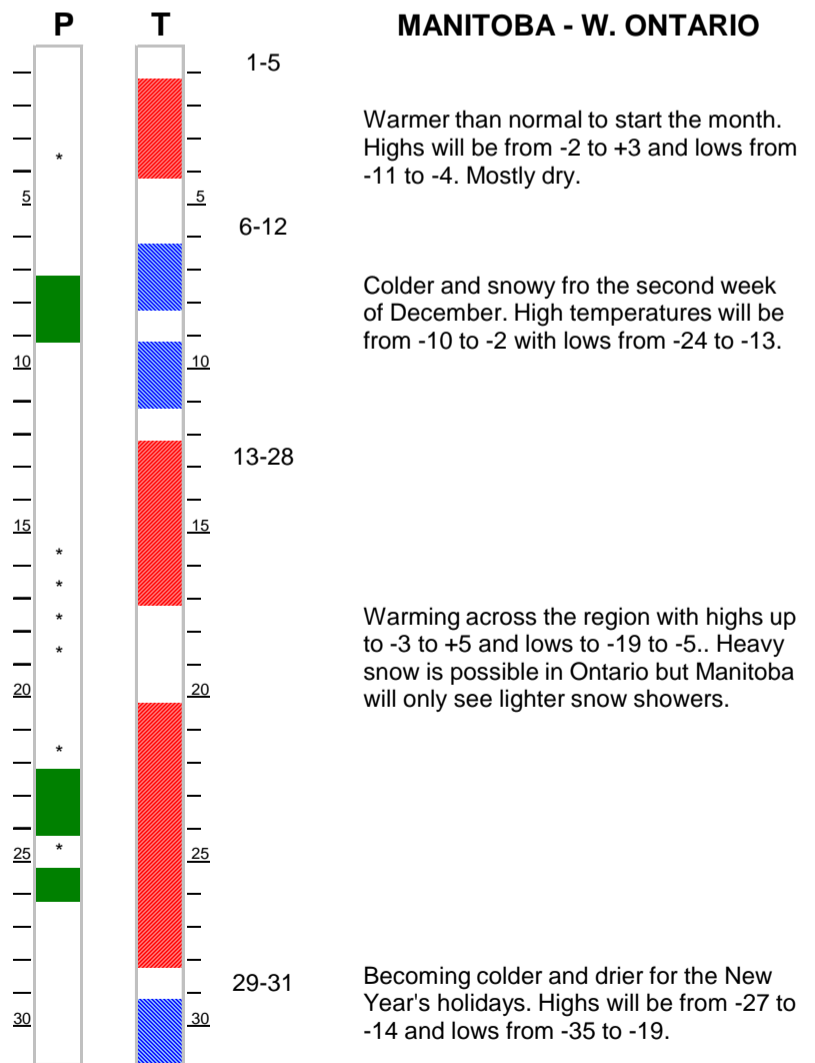 P
T
MANITOBA - W. ONTARIO
1-5
Warmer than normal to start the month.
Highs will be from -2 to +3 and lows from
-11 to -4. Mostly dry.
*
5
5
6-12
Colder and snowy fro the second week
of December. High temperatures will be
from -10 to -2 with lows from -24 to -13.
10
10
13-28
15
15
*
*
*
*
Warming across the region with highs up
to -3 to +5 and lows to -19 to -5.. Heavy
snow is possible in Ontario but Manitoba
will only see lighter snow showers.
20
20
*
*
25
25
29-31
Becoming colder and drier for the New
Year's holidays. Highs will be from -27 to
-14 and lows from -35 to -19.
30
30